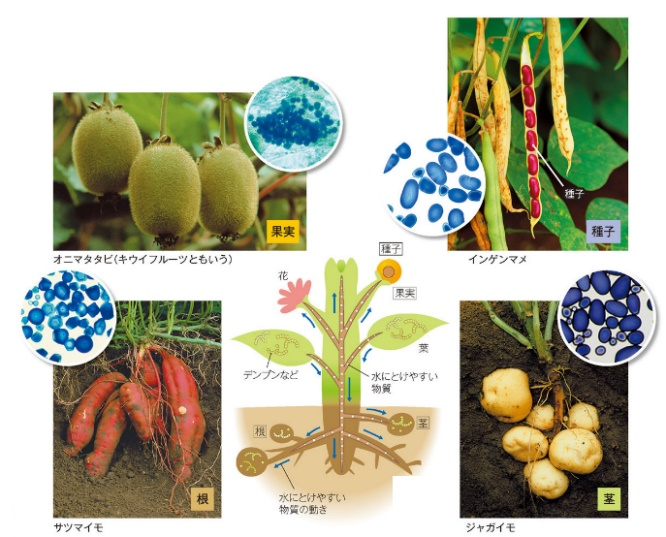 種子
果実
種子
オニマタタビ(キウイフルーツともいう)
インゲンマメ
種子
花
果実
葉
デンプンなど
水にとけやすい
物質
根
茎
根
水にとけやすい
物質の動き
茎
サツマイモ
ジャガイモ